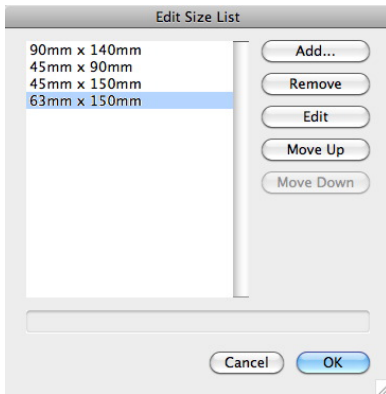 Edit Size List
90mm x 140mm
45mm x 90mm
45mm x 150mm
63mm x 150mm
Add...
Remove
Edit
Move Up
Move Down
Cancel
OK